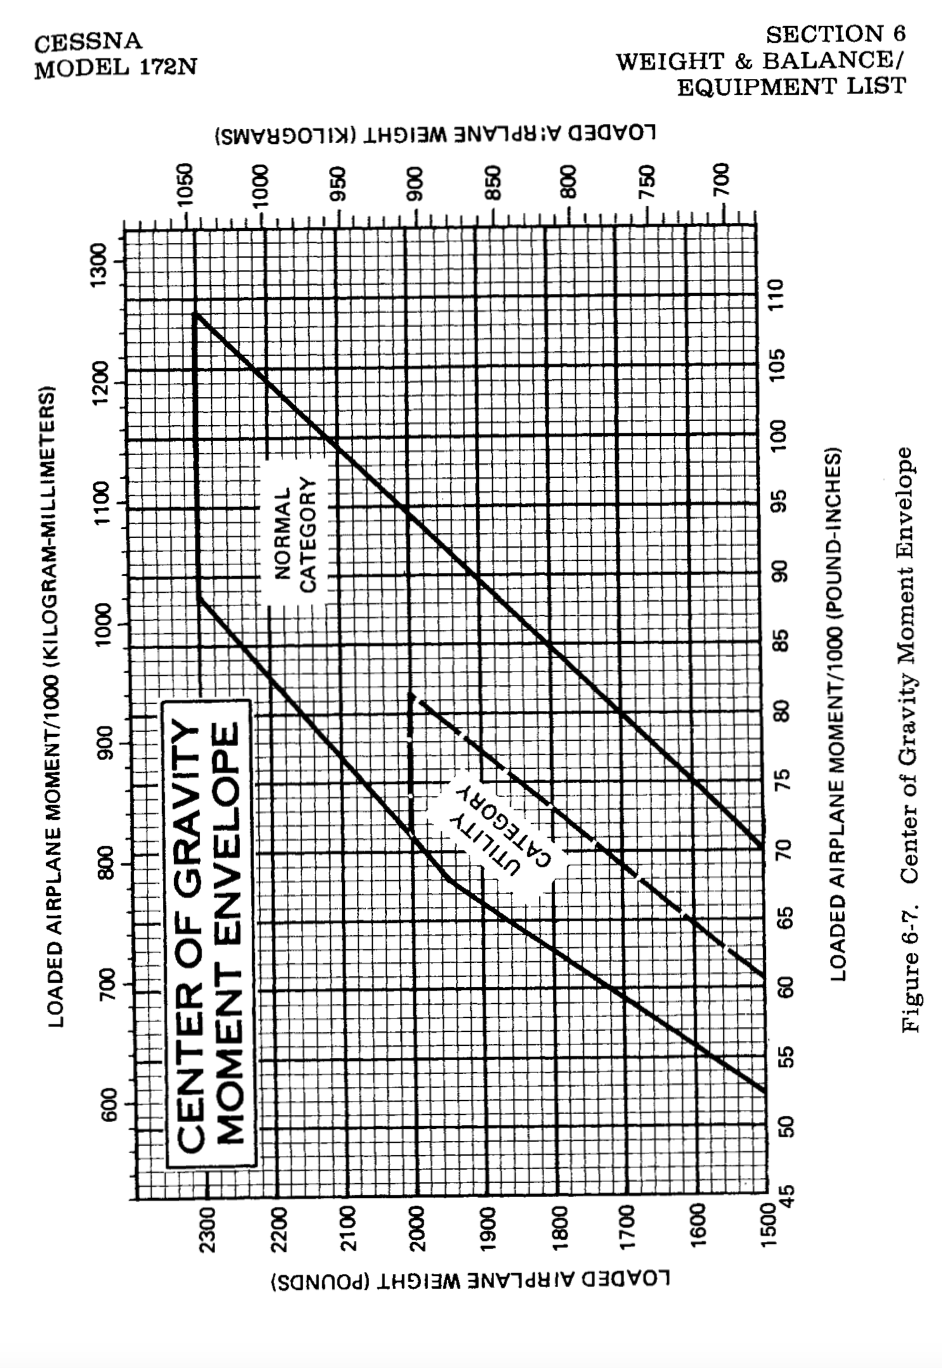 CESSNA
MODEL 172N
SECTION 6
WEIGHT & BALANCE/
EQUIPMENT LIST
LOADED AIRPLANE WEIGHT (KILOGRAMS)
1050
1000
950
900
850
800
750
700
LOADED AIRPLANE MOMENT/1000 (KILOGRAM-MILLIMETERS)
600
700
800
900
1000
1100
1200
1300
CENTER OF GRAVITY
MOMENT ENVELOPE
NORMAL
CATEGORY
UTILITY
CATEGORY
45
50
55
60
65
70
75
80
85
90
95
100
105
110
LOADED AIRPLANE MOMENT/1000 (POUND-INCHES)
2300
2200
2100
2000
1900
1800
1700
1600
1500
LOADED AIRPLANE WEIGHT (POUNDS)
Figure 6-7. Center of Gravity Moment Envelope